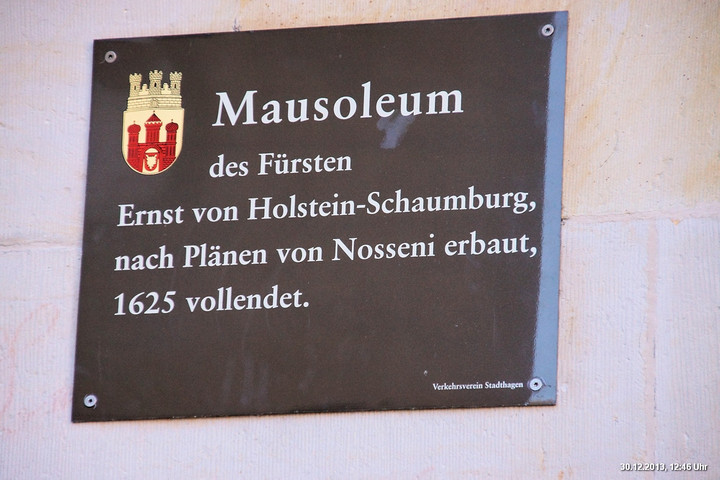 Mausoleum
des Fürsten
Ernst von Holstein-Schaumburg,
nach Plänen von Nosseni erbaut,
1625 vollendet.
Verkehrsverein Stadthagen
30.12.2013, 12:46 Uhr